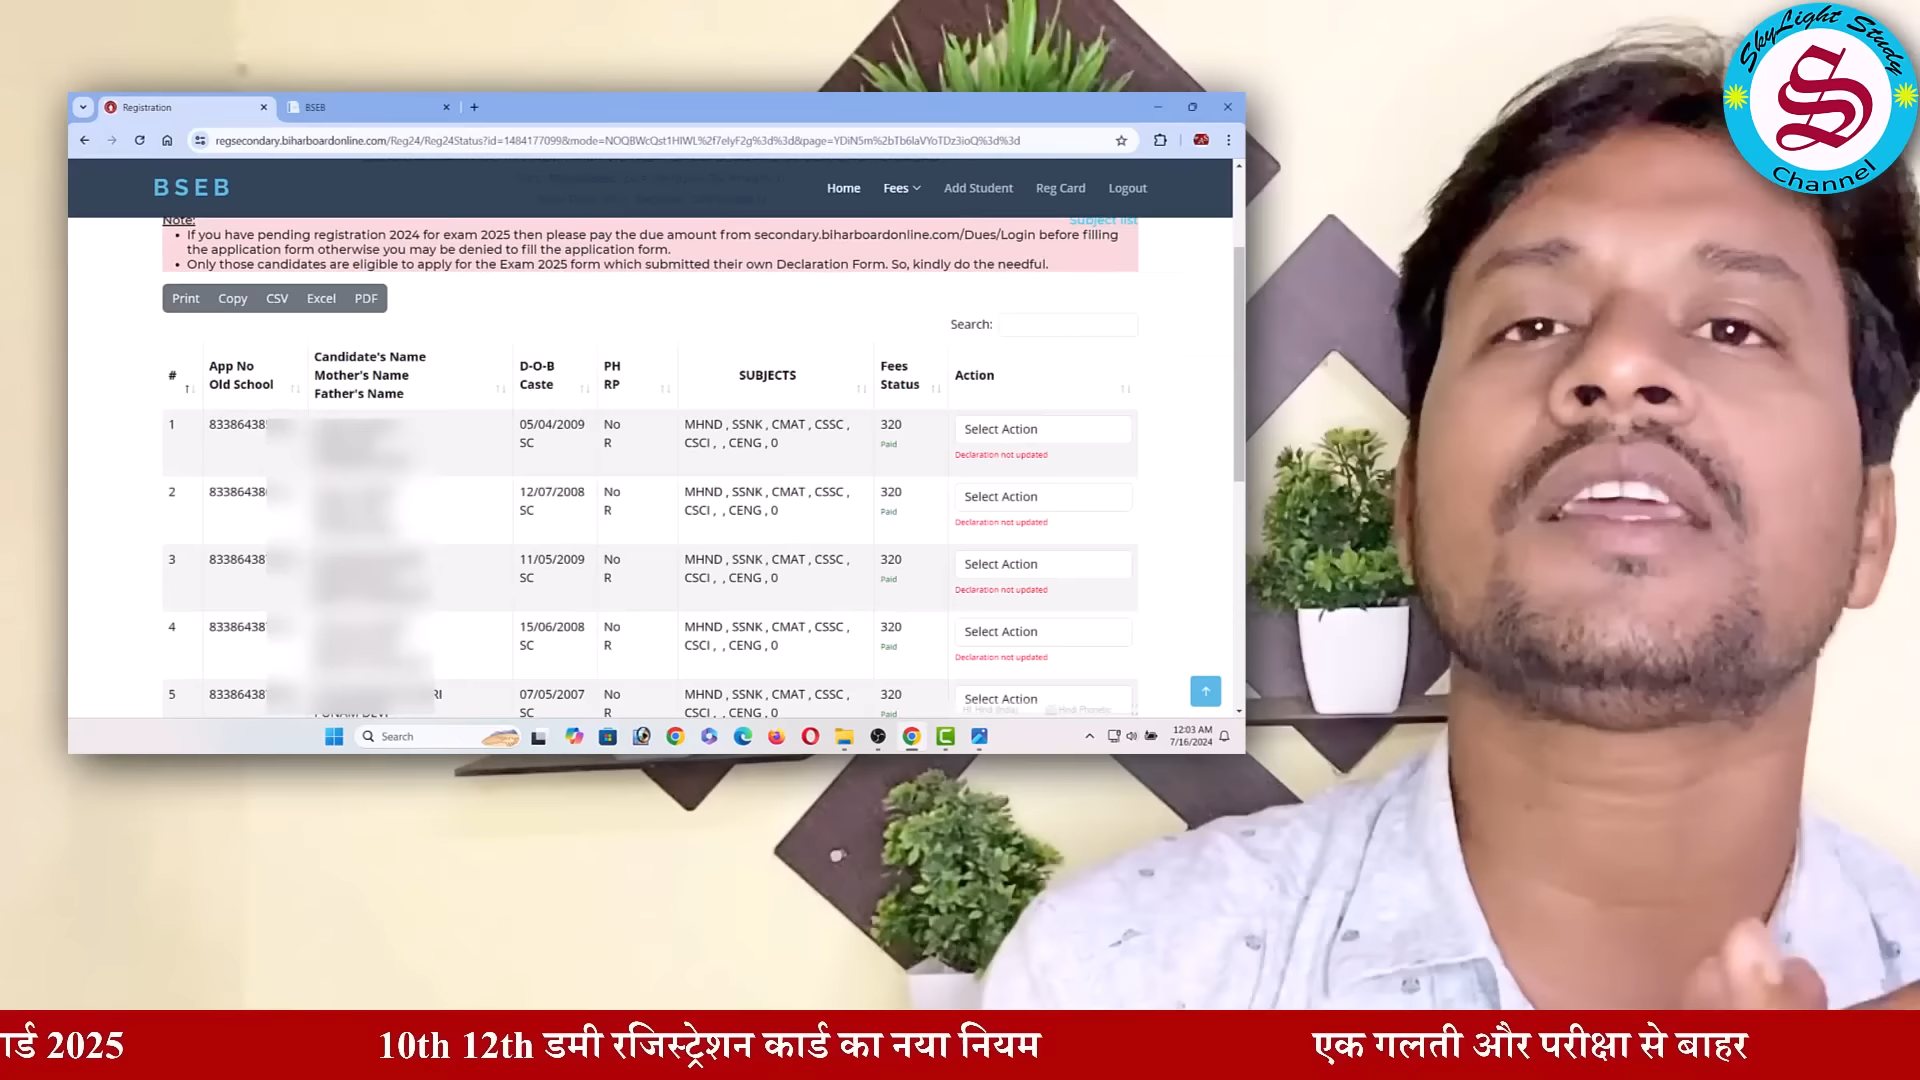 SkyLight Study
S
Channel
Registration
BSEB
regsecondary.biharboardonline.com/Reg24/Reg24Status?id=1484177099&mode=NOQBWcQst1HIWL%2f7elyF2g%3d%3d&page=YDiN5m%2bTb6laVYoTDz3ioQ%3d%3d
BSEB
Home Fees Add Student Reg Card Logout
Note:
Subject list
If you have pending registration 2024 for exam 2025 then please pay the due amount from secondary.biharboardonline.com/Dues/Login before filling
the application form otherwise you may be denied to fill the application form.
Only those candidates are eligible to apply for the Exam 2025 form which submitted their own Declaration Form. So, kindly do the needful.
Print Copy CSV Excel PDF
Search:
# App No Old School Candidate's Name Mother's Name Father's Name D-O-B Caste PH RP SUBJECTS Fees Status Action
1 83386438 05/04/2009 No MHND , SSNK , CMAT , CSSC , 320 Select Action
SC R CSCI , , CENG , 0 Paid Declaration not updated
2 83386438 12/07/2008 No MHND , SSNK , CMAT , CSSC , 320 Select Action
SC R CSCI , , CENG , 0 Paid Declaration not updated
3 83386438 11/05/2009 No MHND , SSNK , CMAT , CSSC , 320 Select Action
SC R CSCI , , CENG , 0 Paid Declaration not updated
4 83386438 15/06/2008 No MHND , SSNK , CMAT , CSSC , 320 Select Action
SC R CSCI , , CENG , 0 Paid Declaration not updated
5 83386438 RI 07/05/2007 No MHND , SSNK , CMAT , CSSC , 320 Select Action
SC R CSCI , , CENG , 0 Paid
Search
12:03 AM
7/16/2024
र्ड 2025 10th 12th डमी रजिस्ट्रेशन कार्ड का नया नियम एक गलती और परीक्षा से बाहर